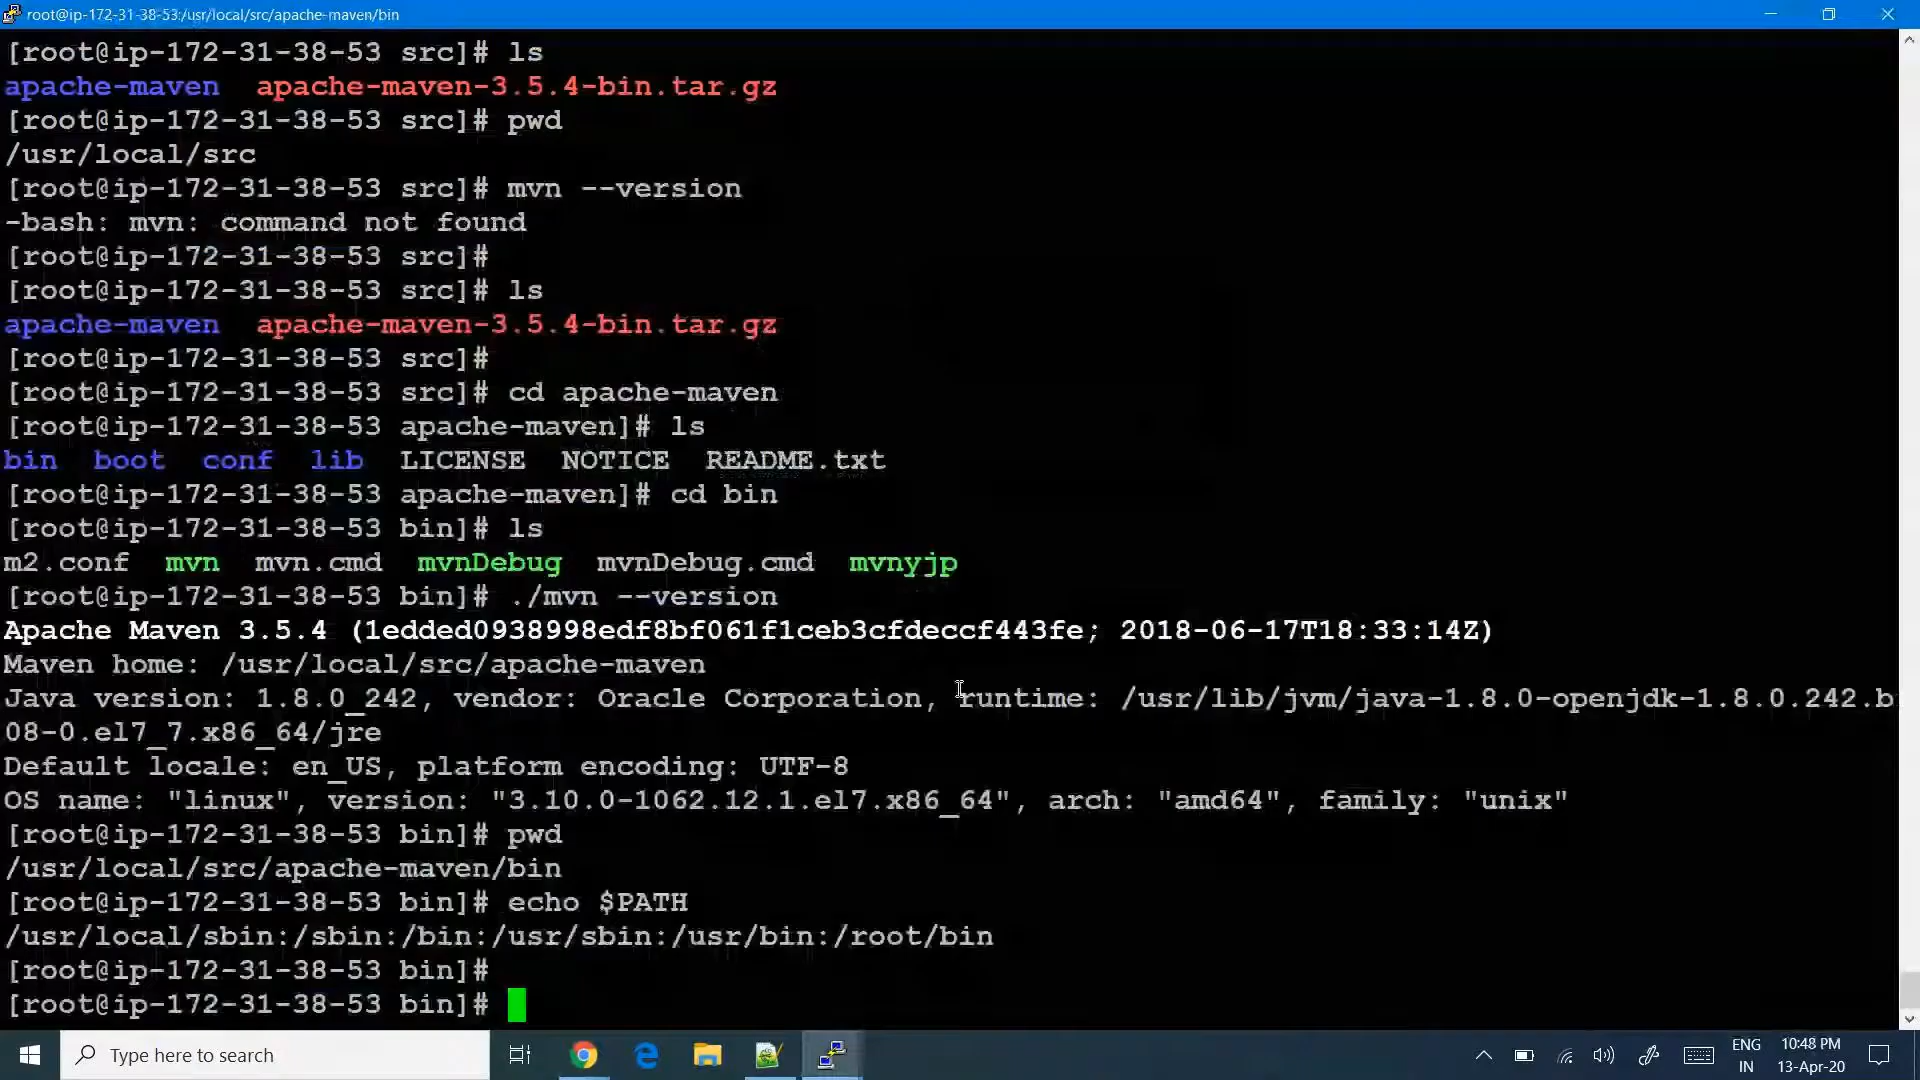 root@ip-172-31-38-53:/usr/local/src/apache-maven/bin
[root@ip-172-31-38-53 src]# ls
apache-maven  apache-maven-3.5.4-bin.tar.gz
[root@ip-172-31-38-53 src]# pwd
/usr/local/src
[root@ip-172-31-38-53 src]# mvn --version
-bash: mvn: command not found
[root@ip-172-31-38-53 src]#
[root@ip-172-31-38-53 src]# ls
apache-maven  apache-maven-3.5.4-bin.tar.gz
[root@ip-172-31-38-53 src]#
[root@ip-172-31-38-53 src]# cd apache-maven
[root@ip-172-31-38-53 apache-maven]# ls
bin  boot  conf  lib  LICENSE  NOTICE  README.txt
[root@ip-172-31-38-53 apache-maven]# cd bin
[root@ip-172-31-38-53 bin]# ls
m2.conf  mvn  mvn.cmd  mvnDebug  mvnDebug.cmd  mvnyjp
[root@ip-172-31-38-53 bin]# ./mvn --version
Apache Maven 3.5.4 (1edded0938998edf8bf061f1ceb3cfdeccf443fe; 2018-06-17T18:33:14Z)
Maven home: /usr/local/src/apache-maven
Java version: 1.8.0_242, vendor: Oracle Corporation, runtime: /usr/lib/jvm/java-1.8.0-openjdk-1.8.0.242.b
08-0.el7_7.x86_64/jre
Default locale: en_US, platform encoding: UTF-8
OS name: "linux", version: "3.10.0-1062.12.1.el7.x86_64", arch: "amd64", family: "unix"
[root@ip-172-31-38-53 bin]# pwd
/usr/local/src/apache-maven/bin
[root@ip-172-31-38-53 bin]# echo $PATH
/usr/local/sbin:/sbin:/bin:/usr/sbin:/usr/bin:/root/bin
[root@ip-172-31-38-53 bin]#
[root@ip-172-31-38-53 bin]#
Type here to search
ENG
IN
10:48 PM
13-Apr-20